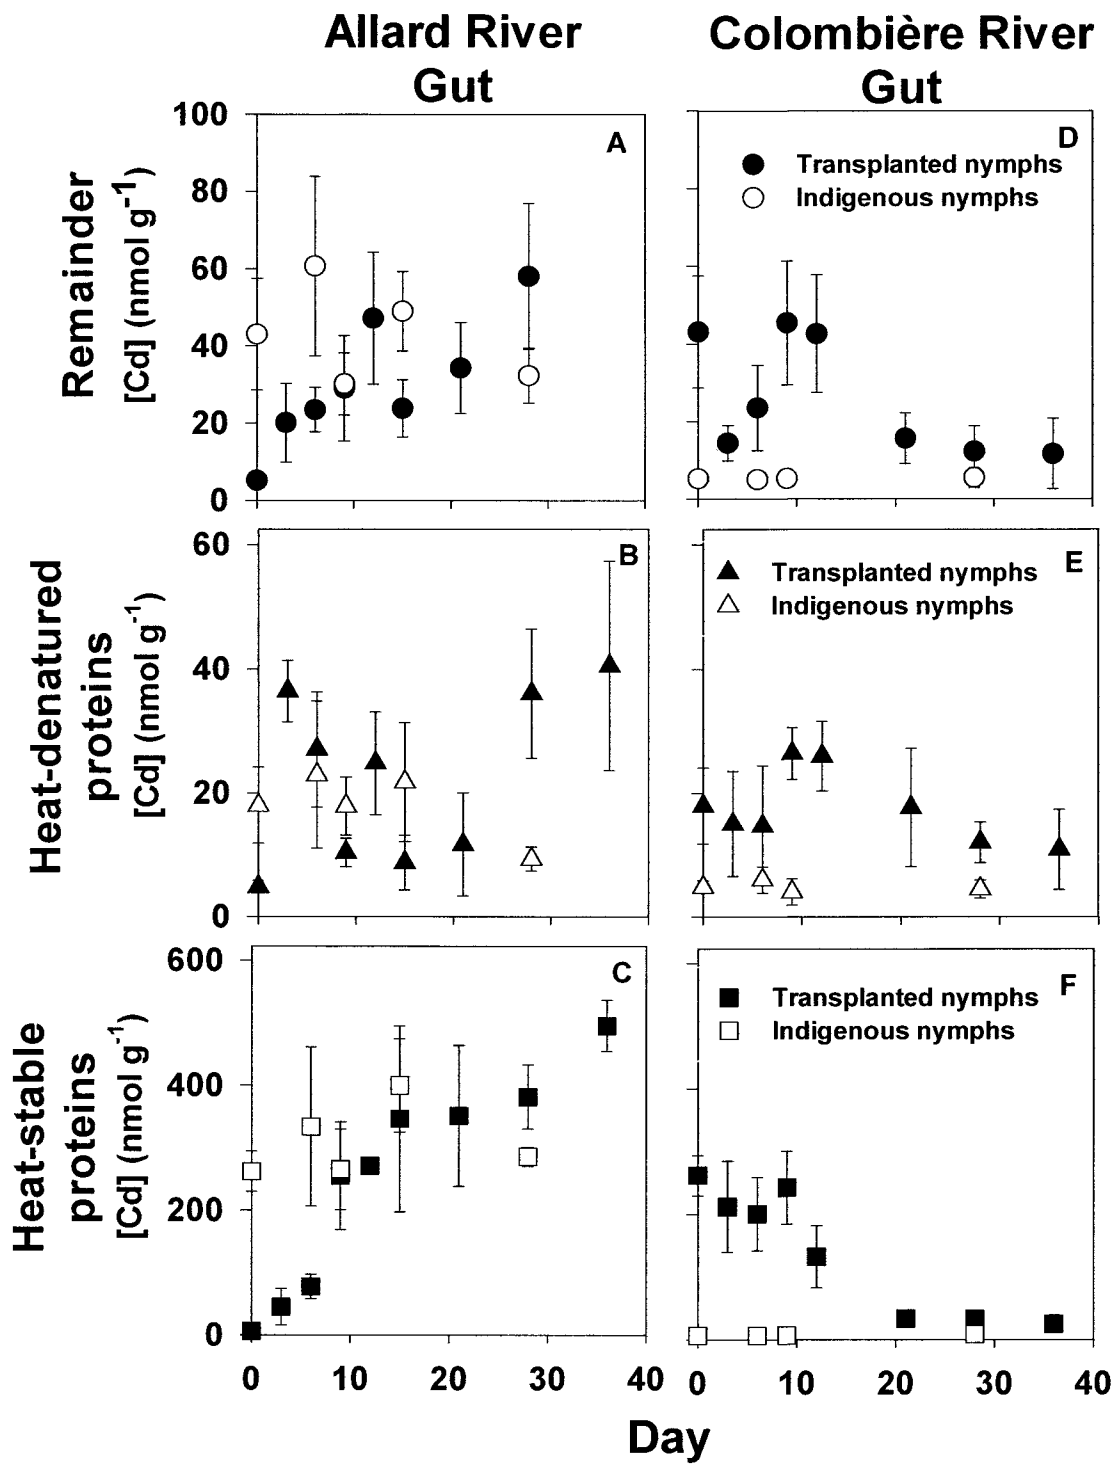 Allard River
Gut
Colombière River
Gut
Remainder
[Cd] (nmol g⁻¹)
100
80
60
40
20
0
A
D
Transplanted nymphs
Indigenous nymphs
Heat-denatured
proteins
[Cd] (nmol g⁻¹)
60
40
20
0
B
E
Transplanted nymphs
Indigenous nymphs
Heat-stable
proteins
[Cd] (nmol g⁻¹)
600
400
200
0
C
F
Transplanted nymphs
Indigenous nymphs
0 10 20 30 40
0 10 20 30 40
Day